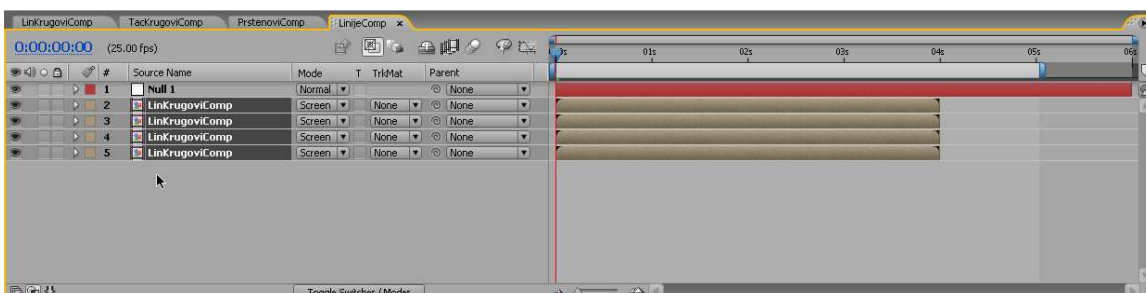 LinKrugoviComp TacKrugoviComp PrstenoviComp LinijeComp ×
0:00:00:00 (25.00 fps)
01s 02s 03s 04s 05s 06s
# Source Name Mode T TrkMat Parent
1 Null 1 Normal None
2 LinKrugoviComp Screen None None
3 LinKrugoviComp Screen None None
4 LinKrugoviComp Screen None None
5 LinKrugoviComp Screen None None
Toggle Switches / Modes